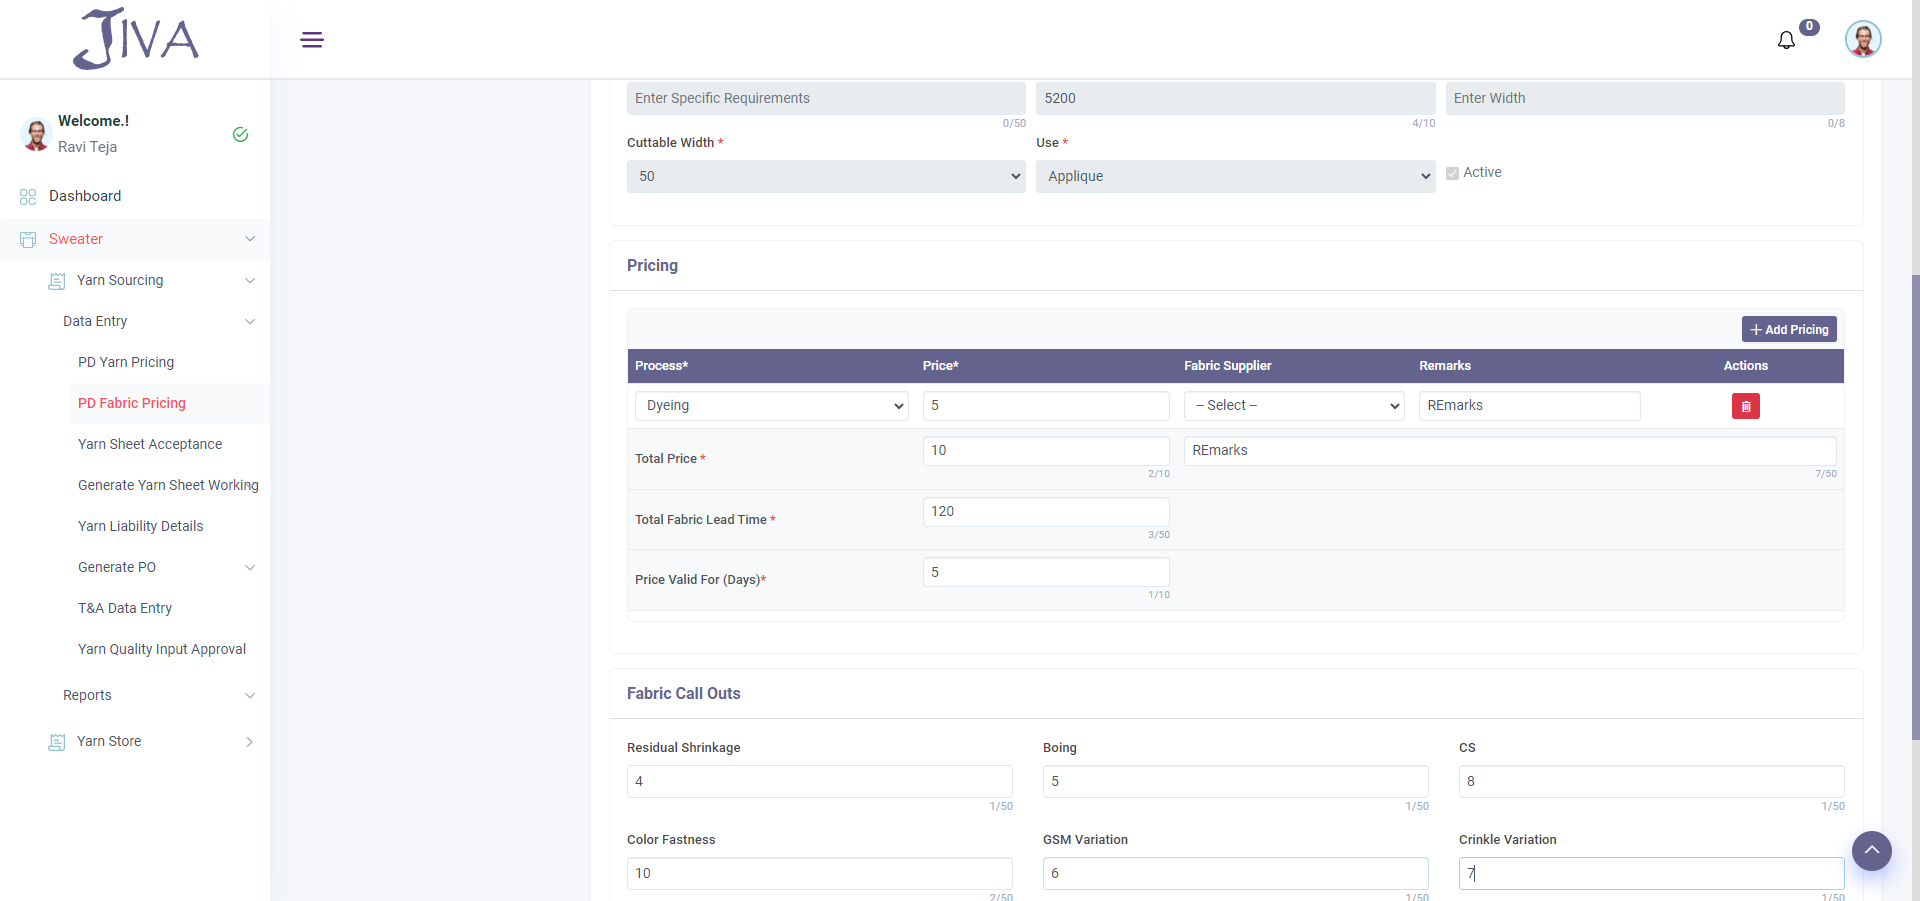 JIVA
0
Welcome.!
Ravi Teja
Dashboard
Sweater
Yarn Sourcing
Data Entry
PD Yarn Pricing
PD Fabric Pricing
Yarn Sheet Acceptance
Generate Yarn Sheet Working
Yarn Liability Details
Generate PO
T&A Data Entry
Yarn Quality Input Approval
Reports
Yarn Store
Enter Specific Requirements 5200 Enter Width
0/50 4/10 0/8
Cuttable Width * Use *
50 Applique Active
Pricing
Add Pricing
Process* Price* Fabric Supplier Remarks Actions
Dyeing 5 -- Select -- REmarks
Total Price * 10 REmarks
2/10 7/50
Total Fabric Lead Time * 120
3/50
Price Valid For (Days)* 5
1/10
Fabric Call Outs
Residual Shrinkage Boing CS
4 5 8
1/50 1/50 1/50
Color Fastness GSM Variation Crinkle Variation
10 6 7
2/50 1/50 1/50